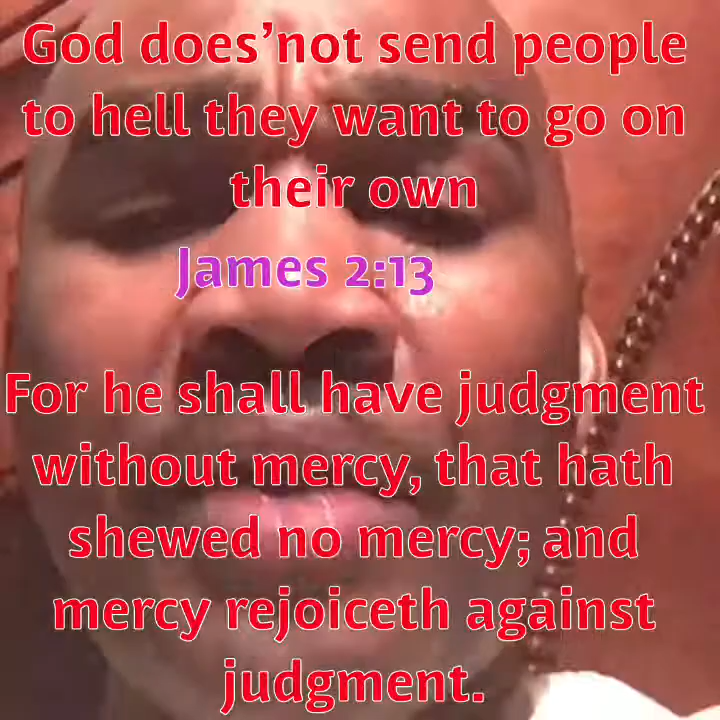 God does’not send people
to hell they want to go on
their own
James 2:13
For he shall have judgment
without mercy, that hath
shewed no mercy; and
mercy rejoiceth against
judgment.